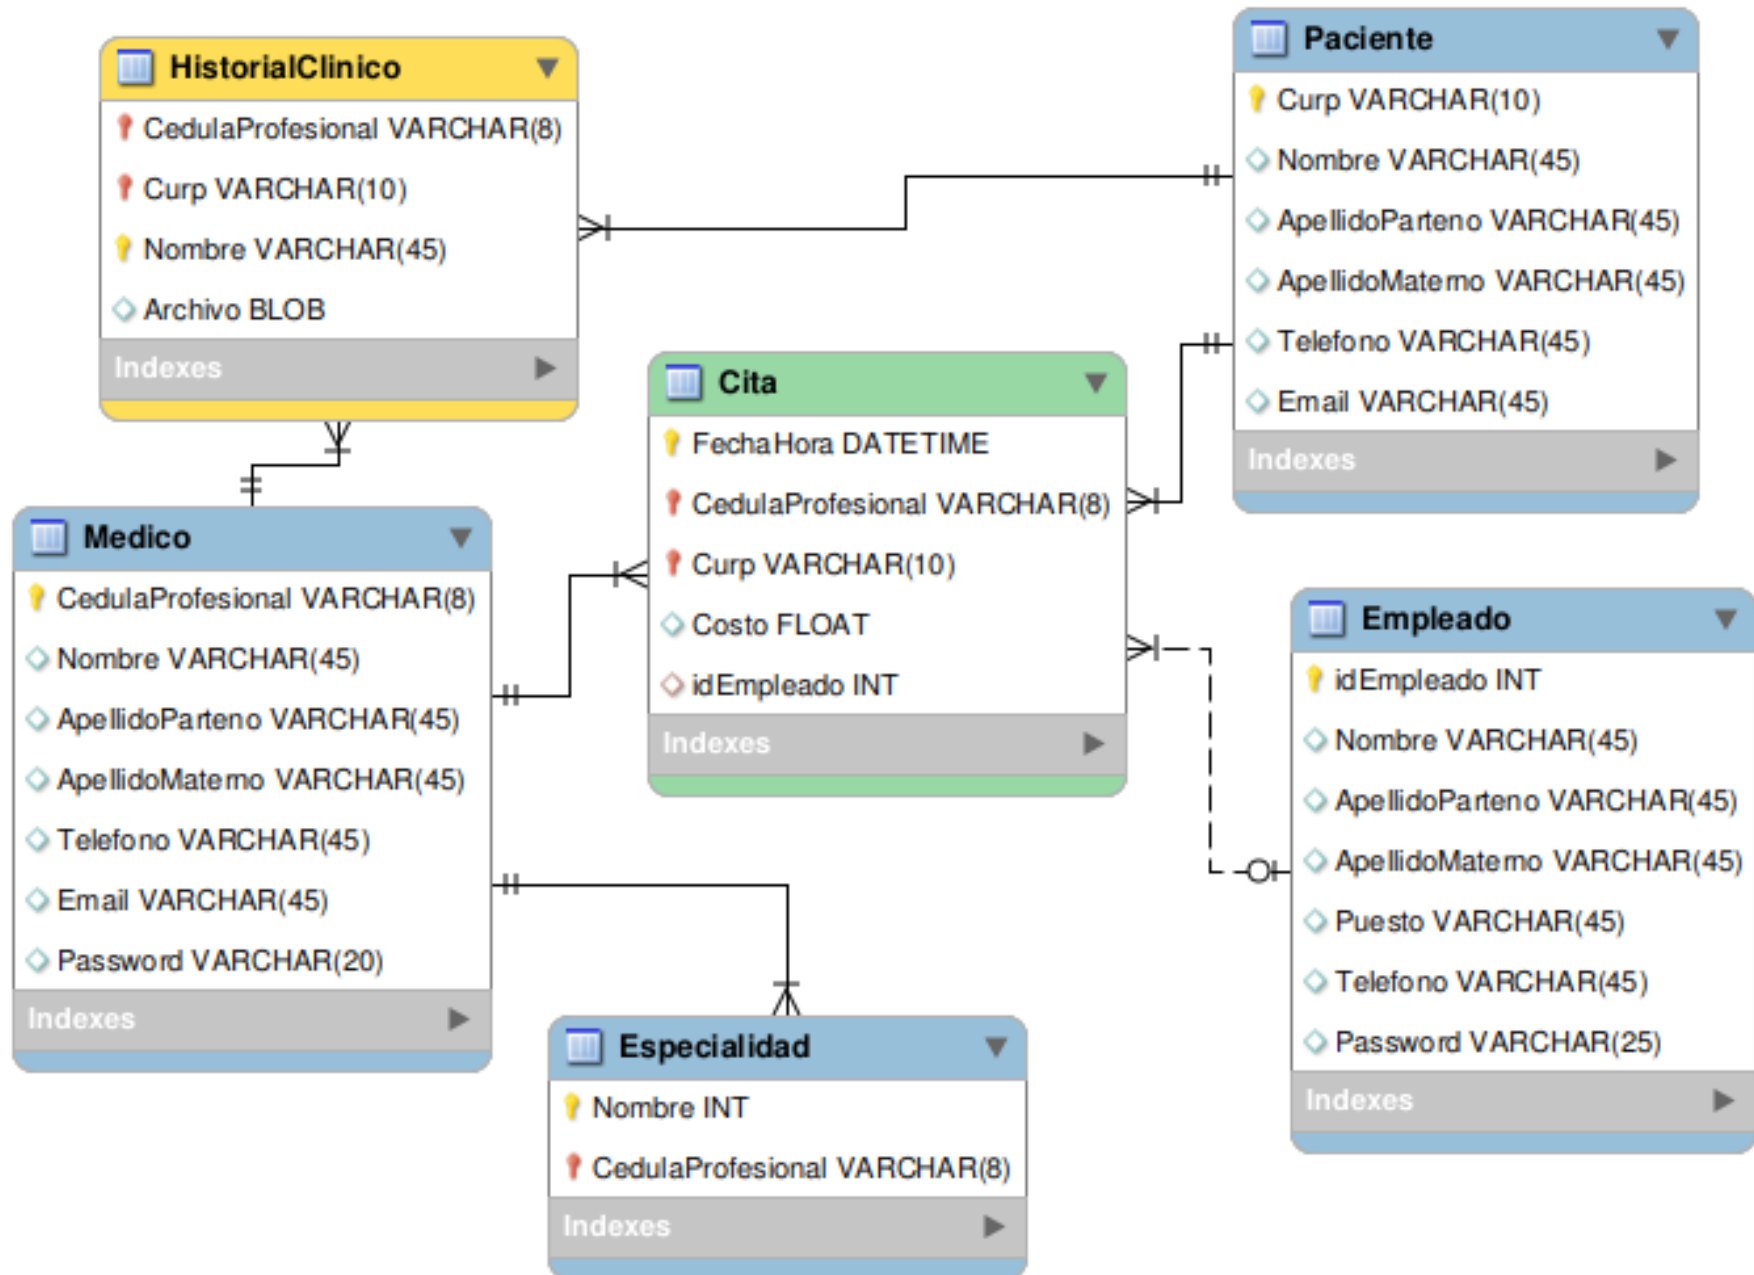 HistorialClinico
CedulaProfesional VARCHAR(8)
Curp VARCHAR(10)
Nombre VARCHAR(45)
Archivo BLOB
Indexes
Paciente
Curp VARCHAR(10)
Nombre VARCHAR(45)
ApellidoParteno VARCHAR(45)
ApellidoMaterno VARCHAR(45)
Telefono VARCHAR(45)
Email VARCHAR(45)
Indexes
Cita
FechaHora DATETIME
CedulaProfesional VARCHAR(8)
Curp VARCHAR(10)
Costo FLOAT
idEmpleado INT
Indexes
Medico
CedulaProfesional VARCHAR(8)
Nombre VARCHAR(45)
ApellidoParteno VARCHAR(45)
ApellidoMaterno VARCHAR(45)
Telefono VARCHAR(45)
Email VARCHAR(45)
Password VARCHAR(20)
Indexes
Empleado
idEmpleado INT
Nombre VARCHAR(45)
ApellidoParteno VARCHAR(45)
ApellidoMaterno VARCHAR(45)
Puesto VARCHAR(45)
Telefono VARCHAR(45)
Password VARCHAR(25)
Indexes
Especialidad
Nombre INT
CedulaProfesional VARCHAR(8)
Indexes